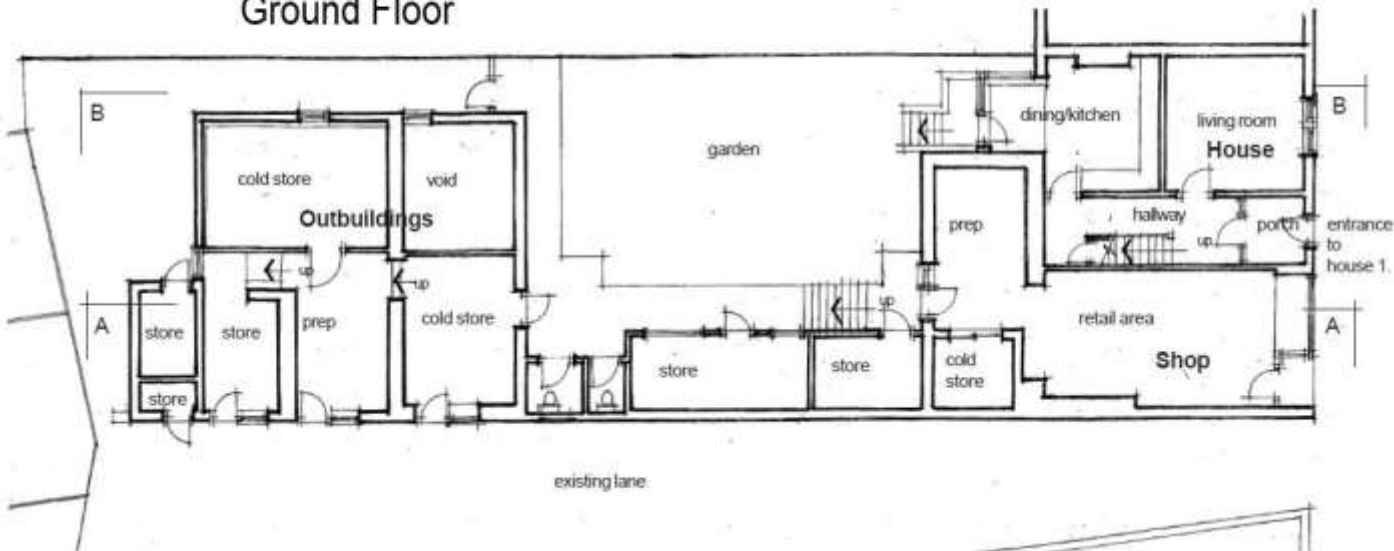 Ground Floor
B
B
dining/kitchen
living room
House
garden
cold store
void
Outbuildings
prep
hallway
porch
entrance
to
house 1.
up
up
up
up
A
A
store
store
prep
cold store
retail area
Shop
store
store
cold
store
store
existing lane